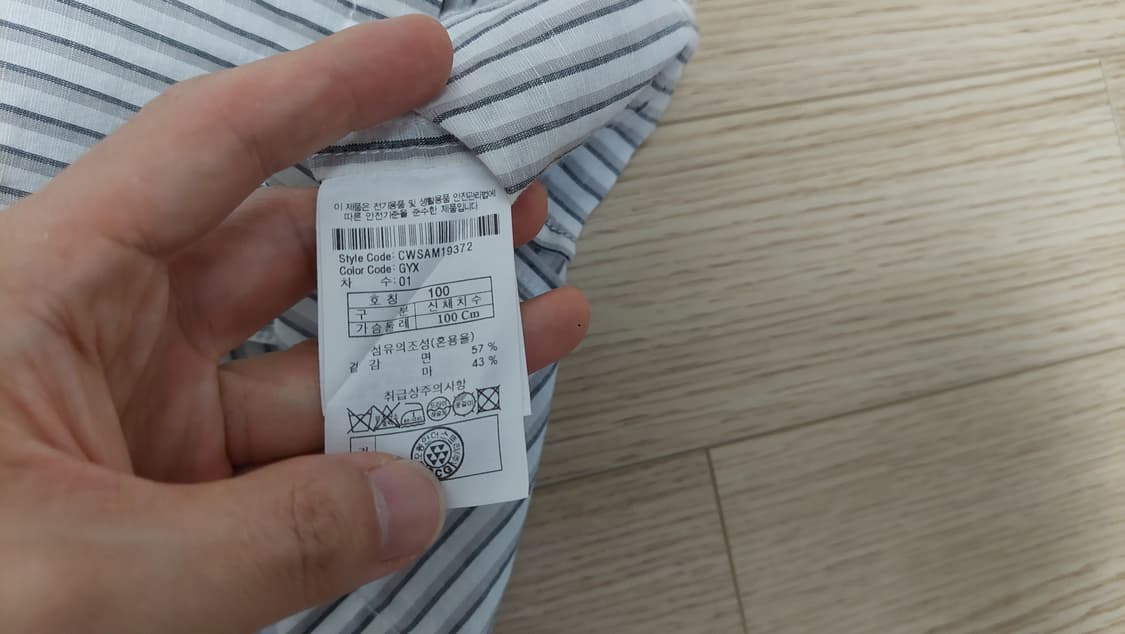 이 제품은 전기용품 및 생활용품 안전관리법에
따른 안전기준을 준수한 제품입니다
Style Code: CWSAM19372
Color Code: GYX
차 수: 01
호 칭 100
구 분 신체치수
가슴둘레 100 Cm
섬유의조성(혼용율)
겉 감 면 57 %
마 43 %
취급상주의사항